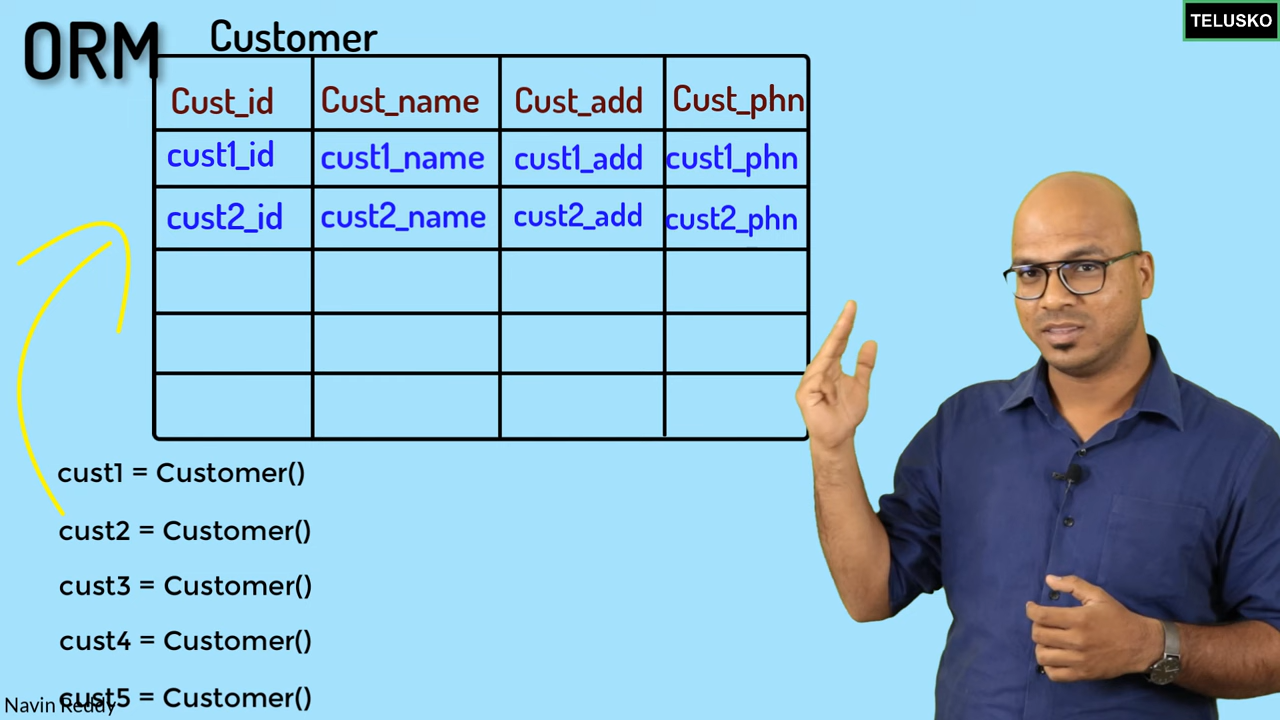 TELUSKO
ORM
Customer
Cust_id Cust_name Cust_add Cust_phn
cust1_id cust1_name cust1_add cust1_phn
cust2_id cust2_name cust2_add cust2_phn
cust1 = Customer()
cust2 = Customer()
cust3 = Customer()
cust4 = Customer()
cust5 = Customer()
Navin Reddy